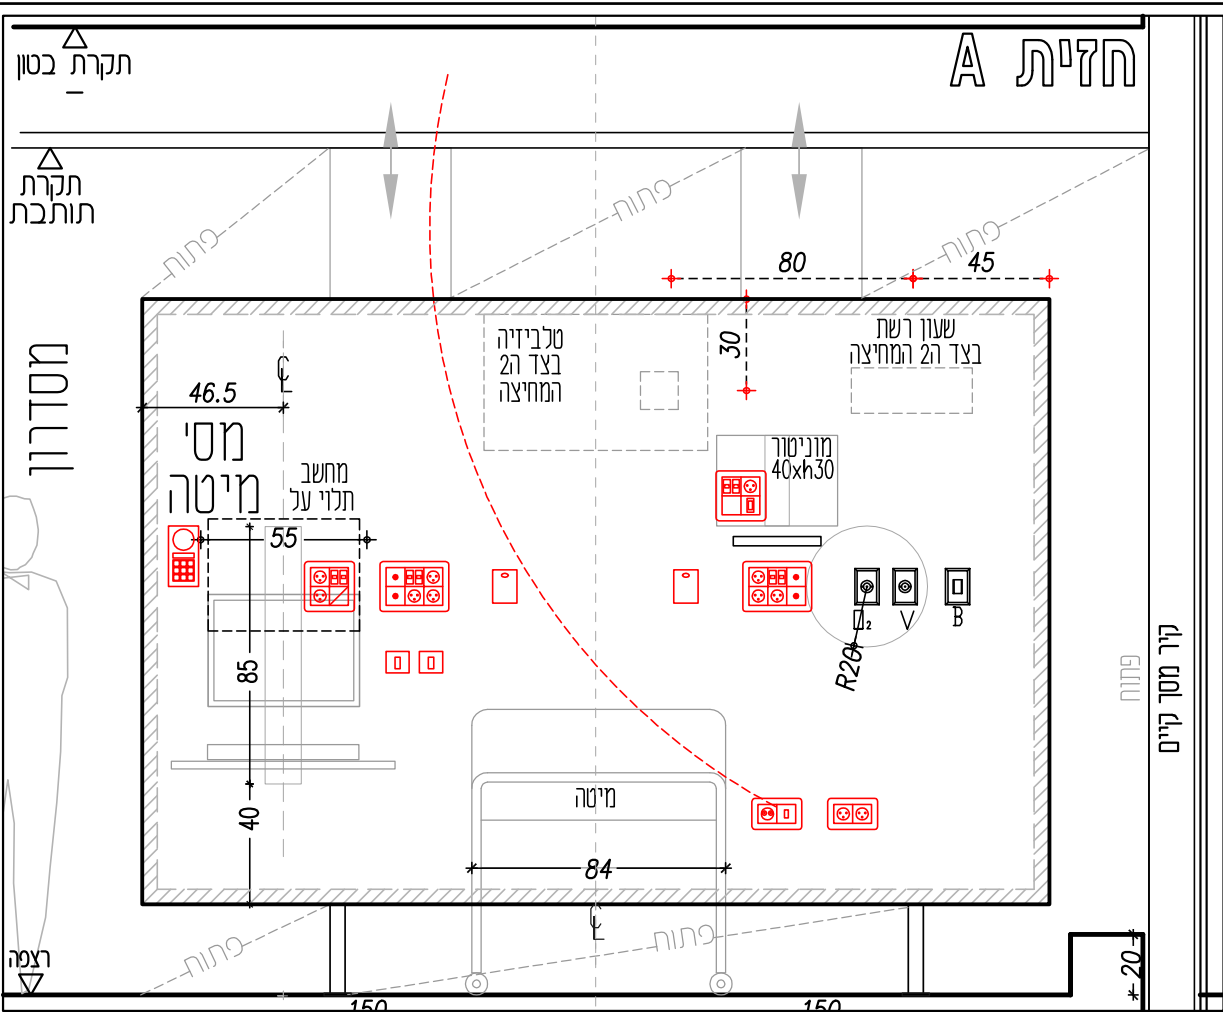 חזית A
תקרת בטון
תקרת
תותבת
פתוח
פתוח
פתוח
80
45
30
מסדרון
46.5
טלביזיה
בצד ה2
המחיצה
שעון רשת
בצד ה2 המחיצה
מסי
מיטה
מחשב
תלוי על
מוניטור
40xh30
55
85
40
V
B
R20
פתוח
קיר מסך קיים
מיטה
84
פתוח
פתוח
רצפה
20
150
150